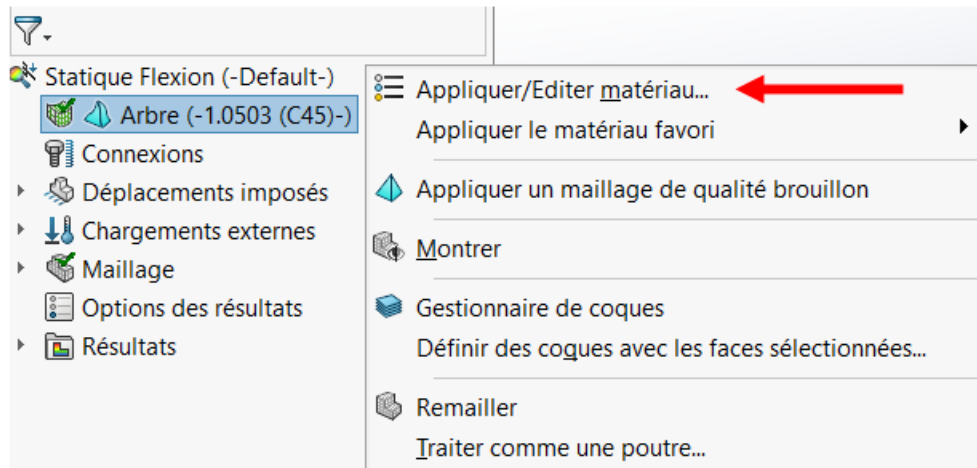 Statique Flexion (-Default-)
Arbre (-1.0503 (C45)-)
Connexions
Déplacements imposés
Chargements externes
Maillage
Options des résultats
Résultats
Appliquer/Editer matériau...
Appliquer le matériau favori
Appliquer un maillage de qualité brouillon
Montrer
Gestionnaire de coques
Définir des coques avec les faces sélectionnées...
Remailler
Traiter comme une poutre...